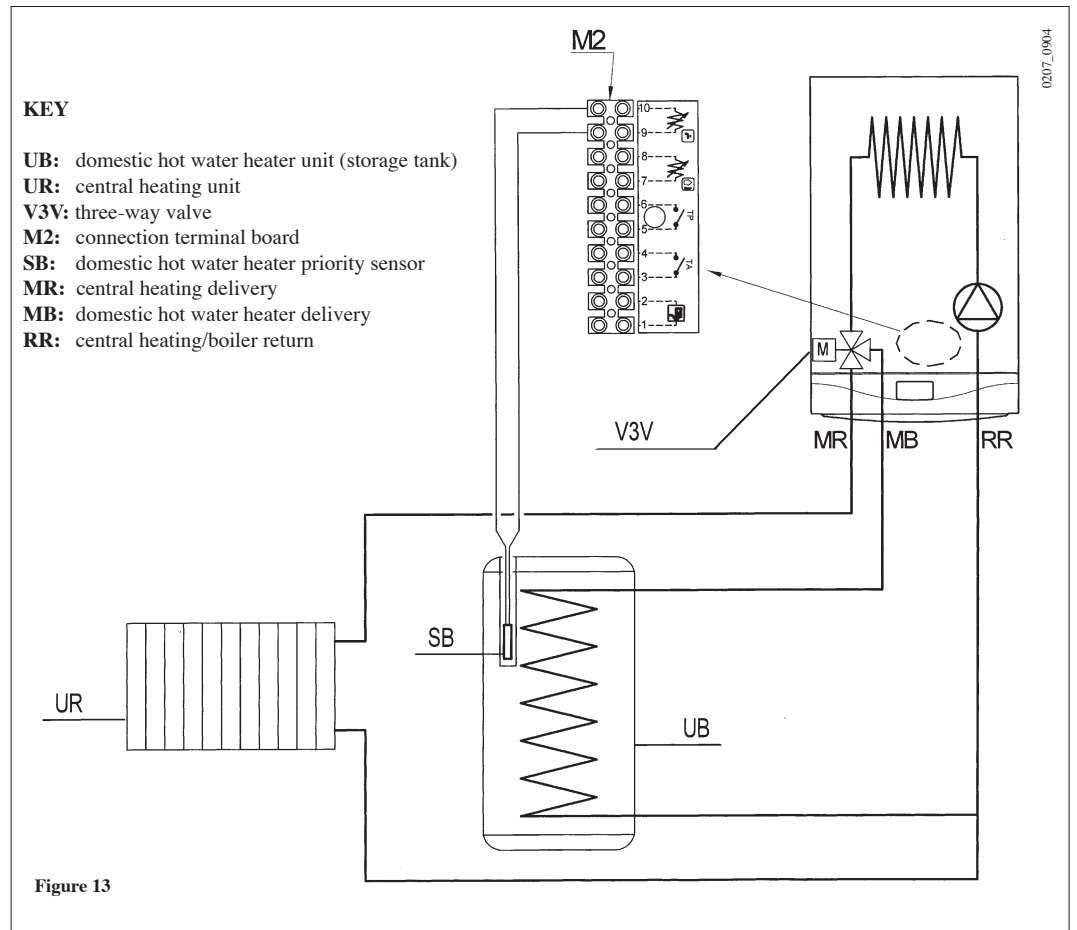 M2
0207_0904
KEY
UB: domestic hot water heater unit (storage tank)
UR: central heating unit
V3V: three-way valve
M2: connection terminal board
SB: domestic hot water heater priority sensor
MR: central heating delivery
MB: domestic hot water heater delivery
RR: central heating/boiler return
10
9
8
7
6
TP
5
4
TA
3
2
1
M
V3V
MR
MB
RR
SB
UR
UB
Figure 13